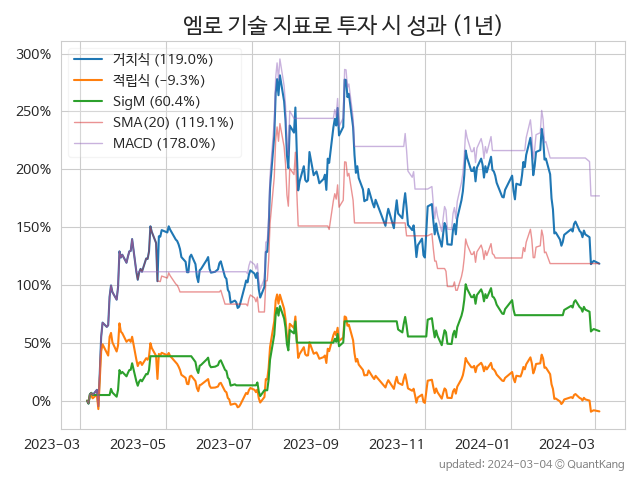 엠로 기술 지표로 투자 시 성과 (1년)
거치식 (119.0%)
적립식 (−9.3%)
SigM (60.4%)
SMA(20) (119.1%)
MACD (178.0%)
300%
250%
200%
150%
100%
50%
0%
2023-03 2023-05 2023-07 2023-09 2023-11 2024-01 2024-03
updated: 2024-03-04 © QuantKang